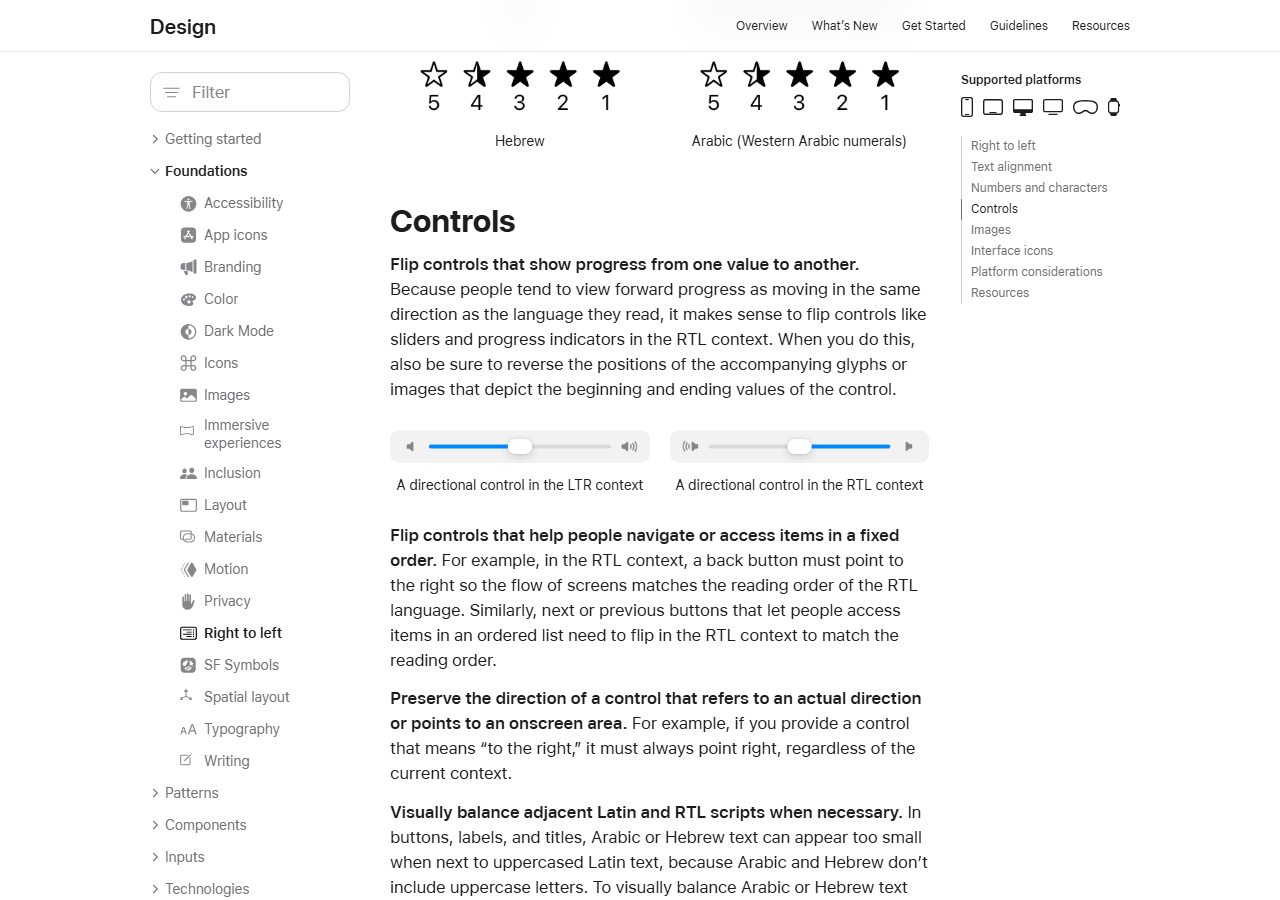 Design
Overview
What’s New
Get Started
Guidelines
Resources
Filter
Getting started
Foundations
Accessibility
App icons
Branding
Color
Dark Mode
Icons
Images
Immersive
experiences
Inclusion
Layout
Materials
Motion
Privacy
Right to left
SF Symbols
Spatial layout
Typography
Writing
Patterns
Components
Inputs
Technologies
5 4 3 2 1
Hebrew
5 4 3 2 1
Arabic (Western Arabic numerals)
Controls
Flip controls that show progress from one value to another.
Because people tend to view forward progress as moving in the same
direction as the language they read, it makes sense to flip controls like
sliders and progress indicators in the RTL context. When you do this,
also be sure to reverse the positions of the accompanying glyphs or
images that depict the beginning and ending values of the control.
A directional control in the LTR context
A directional control in the RTL context
Flip controls that help people navigate or access items in a fixed
order. For example, in the RTL context, a back button must point to
the right so the flow of screens matches the reading order of the RTL
language. Similarly, next or previous buttons that let people access
items in an ordered list need to flip in the RTL context to match the
reading order.
Preserve the direction of a control that refers to an actual direction
or points to an onscreen area. For example, if you provide a control
that means “to the right,” it must always point right, regardless of the
current context.
Visually balance adjacent Latin and RTL scripts when necessary. In
buttons, labels, and titles, Arabic or Hebrew text can appear too small
when next to uppercased Latin text, because Arabic and Hebrew don’t
include uppercase letters. To visually balance Arabic or Hebrew text
Supported platforms
Right to left
Text alignment
Numbers and characters
Controls
Images
Interface icons
Platform considerations
Resources